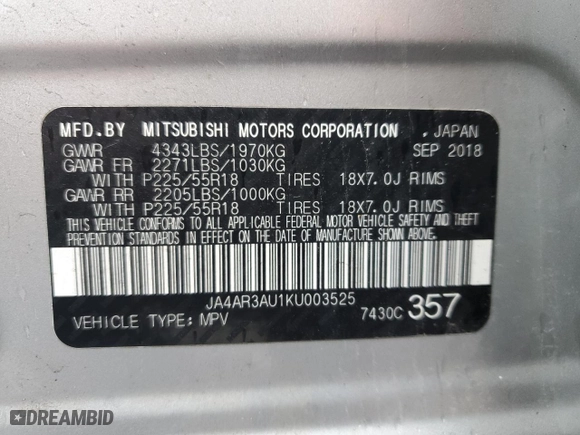 MFD.BY MITSUBISHI MOTORS CORPORATION , JAPAN
GVWR 4343LBS/1970KG SEP 2018
GAWR FR 2271LBS/1030KG
WITH P225/55R18 TIRES 18X7.0J RIMS
GAWR RR 2205LBS/1000KG
WITH P225/55R18 TIRES 18X7.0J RIMS
THIS VEHICLE CONFORMS TO ALL APPLICABLE FEDERAL MOTOR VEHICLE SAFETY AND THEFT
PREVENTION STANDARDS IN EFFECT ON THE DATE OF MANUFACTURE SHOWN ABOVE.
JA4AR3AU1KU003525
VEHICLE TYPE: MPV 7430C 357
DREAMBID